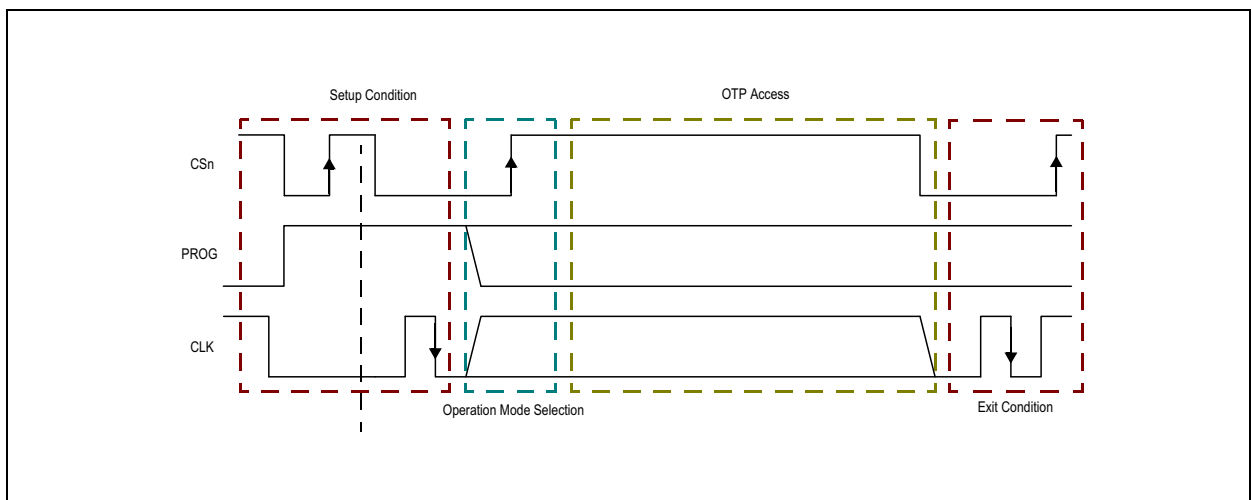 Setup Condition
OTP Access
CSn
PROG
CLK
Operation Mode Selection
Exit Condition